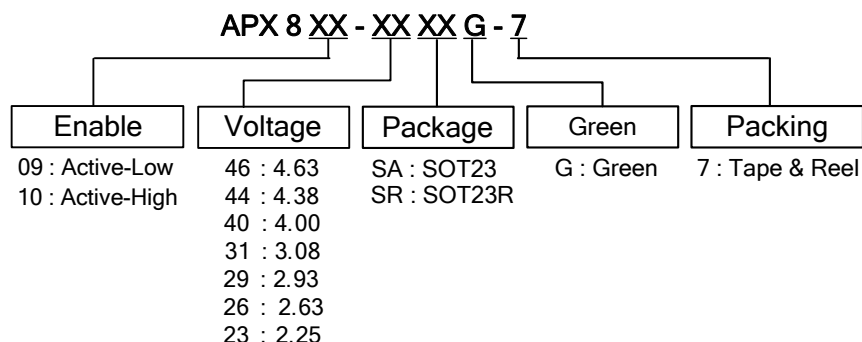 APX 8 XX - XX XX G - 7
Enable Voltage Package Green Packing
09 : Active-Low 46 : 4.63 SA : SOT23 G : Green 7 : Tape & Reel
10 : Active-High 44 : 4.38 SR : SOT23R
40 : 4.00
31 : 3.08
29 : 2.93
26 : 2.63
23 : 2.25